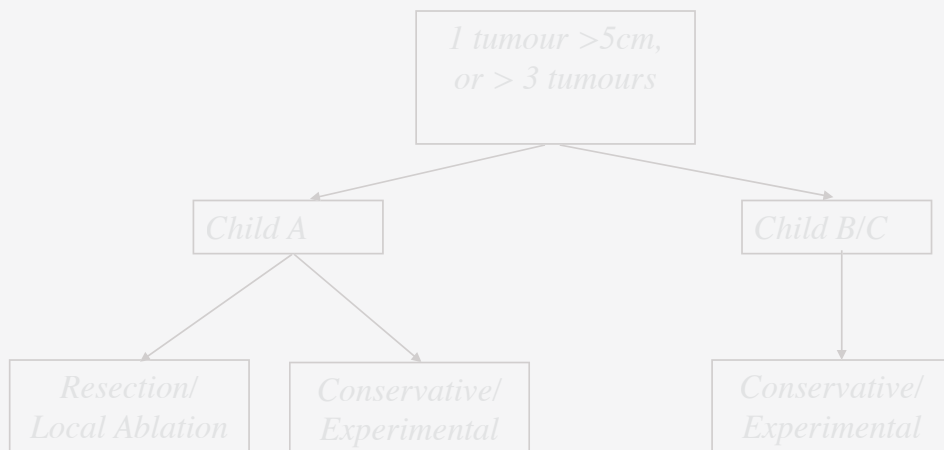 1 tumour >5cm,
or > 3 tumours
Child A
Child B/C
Resection/
Local Ablation
Conservative/
Experimental
Conservative/
Experimental